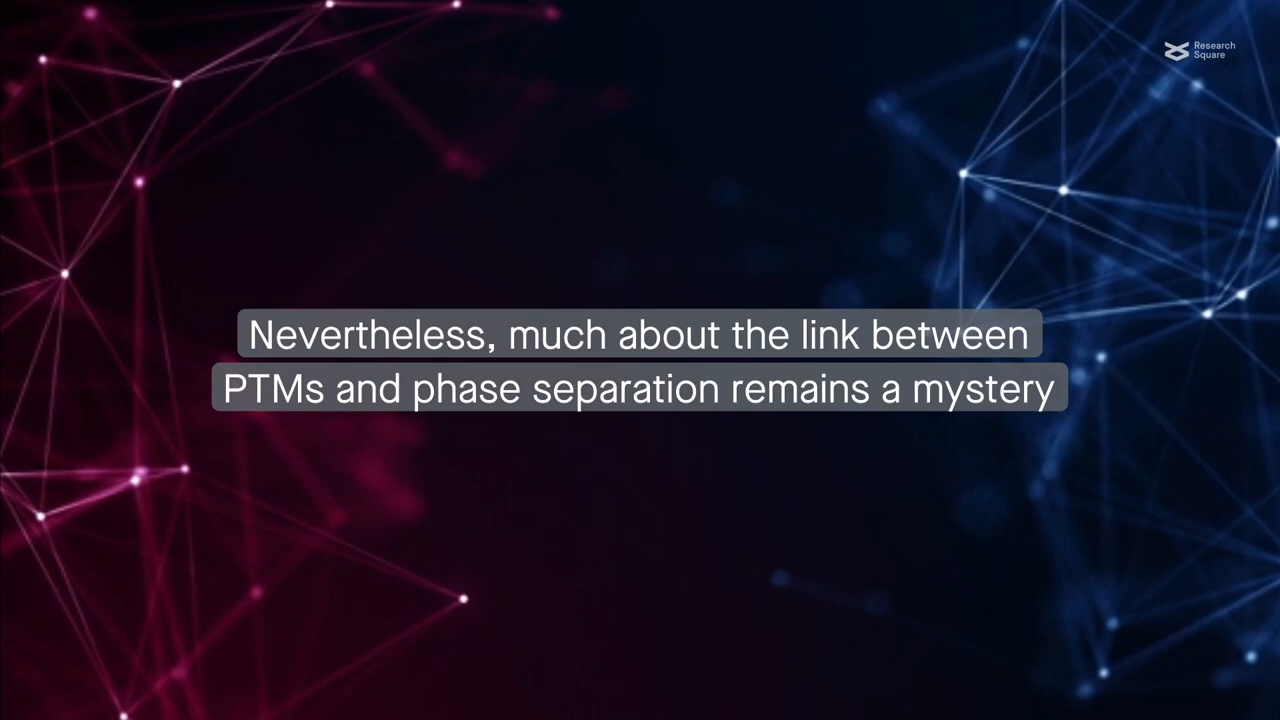 Research
Square
Nevertheless, much about the link between
PTMs and phase separation remains a mystery